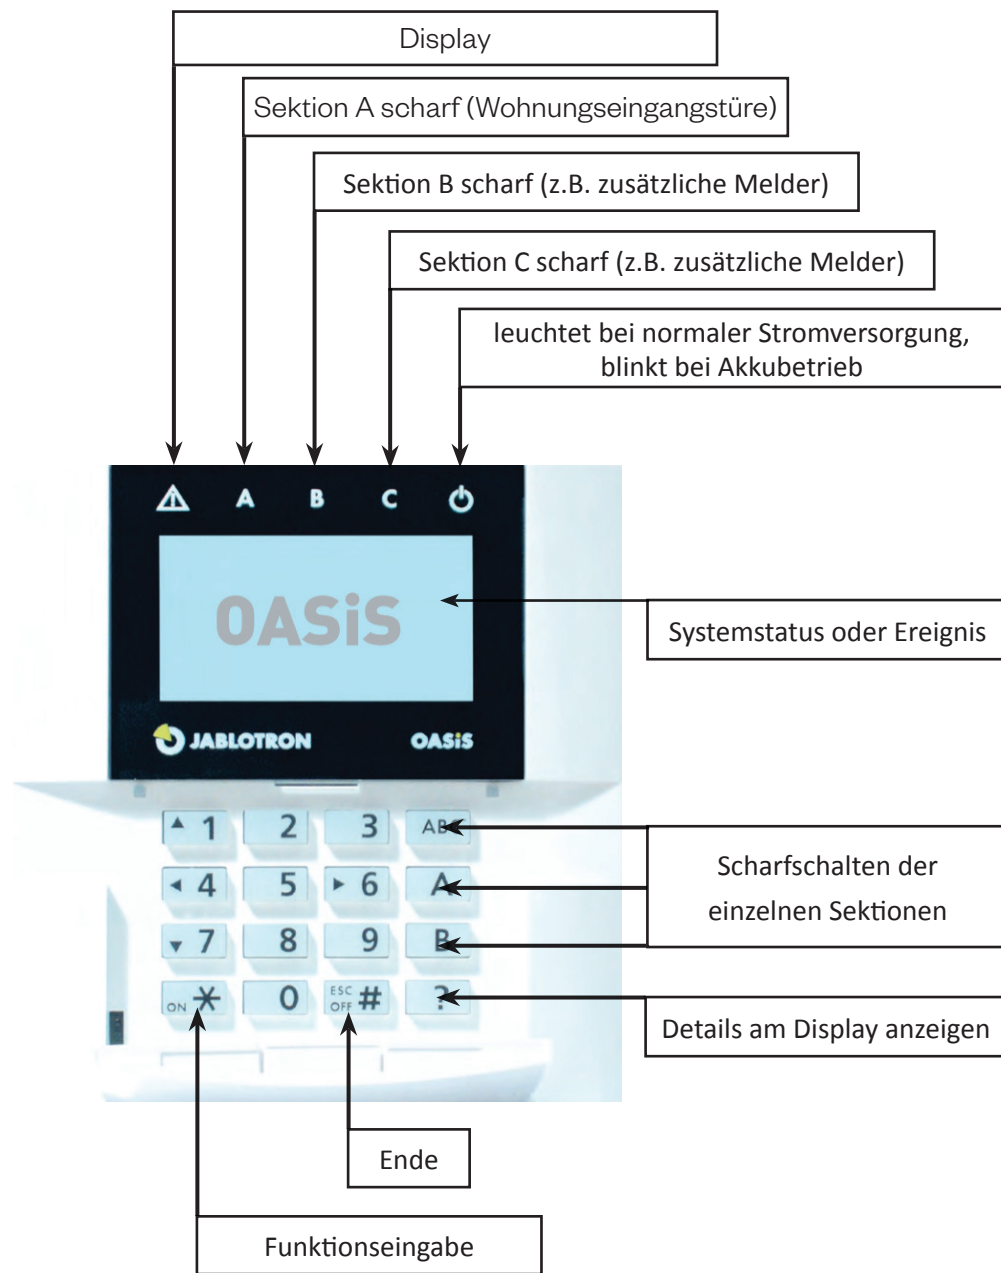 Display
Sektion A scharf (Wohnungseingangstüre)
Sektion B scharf (z.B. zusätzliche Melder)
Sektion C scharf (z.B. zusätzliche Melder)
leuchtet bei normaler Stromversorgung,
blinkt bei Akkubetrieb
A B C
OASiS
Systemstatus oder Ereignis
JABLOTRON OASiS
1 2 3 ABC
4 5 6 A
7 8 9 B
ON * 0 ESC OFF # ?
Scharfschalten der
einzelnen Sektionen
Details am Display anzeigen
Ende
Funktionseingabe